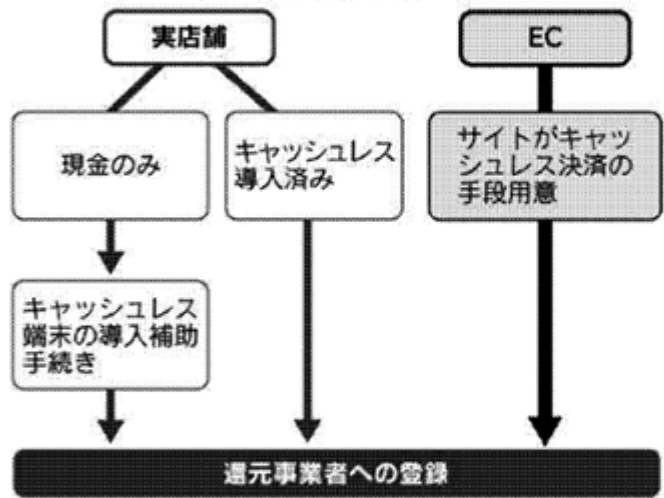 実店舗
EC
現金のみ
キャッシュレス
導入済み
サイトがキャッ
シュレス決済の
手段用意
キャッシュレス
端末の導入補助
手続き
還元事業者への登録